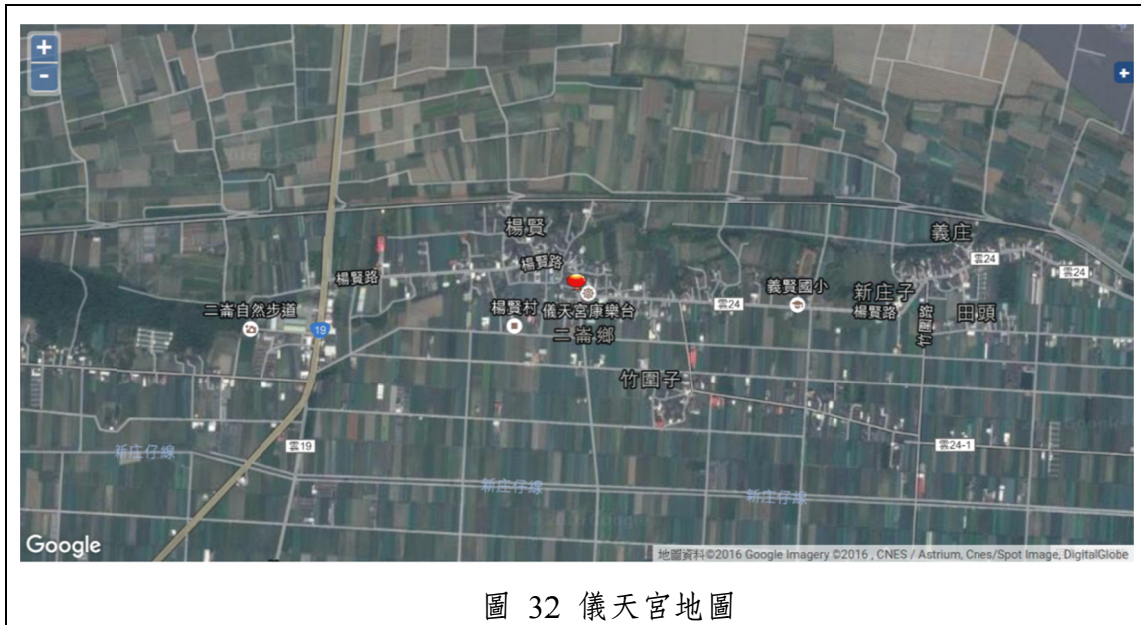 +
-
+
楊賢
義庄
雲24
雲24
楊賢路
楊賢路
義賢國小
新庄子
二崙自然步道
楊賢村
儀天宮康樂台
雲24
楊賢路
田頭
19
二崙鄉
竹圍子
雲19
雲24-1
新庄仔線
新庄仔線
新庄仔線
Google
地圖資料©2016 Google Imagery ©2016 , CNES / Astrium, Cnes/Spot Image, DigitalGlobe
圖 32 儀天宮地圖